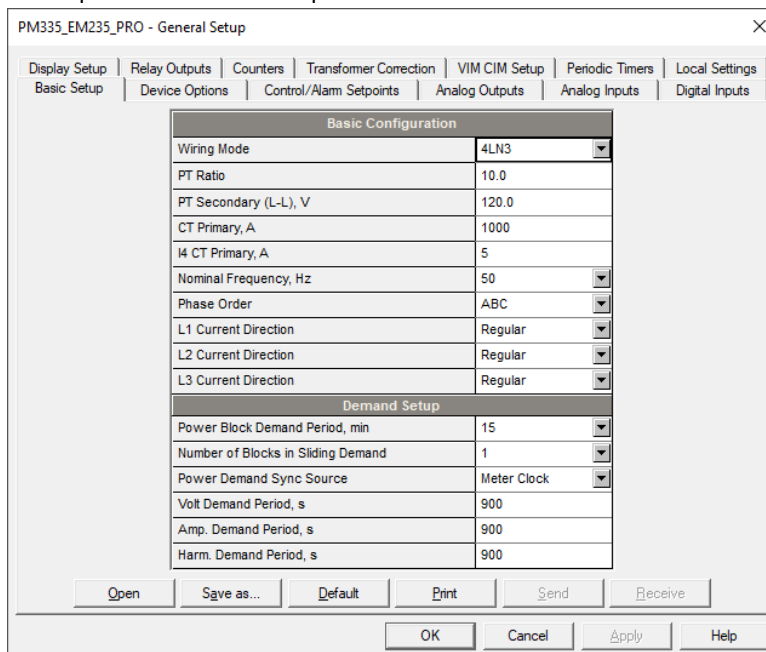 PM335_EM235_PRO - General Setup
Display Setup Relay Outputs Counters Transformer Correction VIM CIM Setup Periodic Timers Local Settings
Basic Setup Device Options Control/Alarm Setpoints Analog Outputs Analog Inputs Digital Inputs
Basic Configuration
Wiring Mode 4LN3
PT Ratio 10.0
PT Secondary (L-L), V 120.0
CT Primary, A 1000
I4 CT Primary, A 5
Nominal Frequency, Hz 50
Phase Order ABC
L1 Current Direction Regular
L2 Current Direction Regular
L3 Current Direction Regular
Demand Setup
Power Block Demand Period, min 15
Number of Blocks in Sliding Demand 1
Power Demand Sync Source Meter Clock
Volt Demand Period, s 900
Amp. Demand Period, s 900
Harm. Demand Period, s 900
Open Save as... Default Print Send Receive
OK Cancel Apply Help